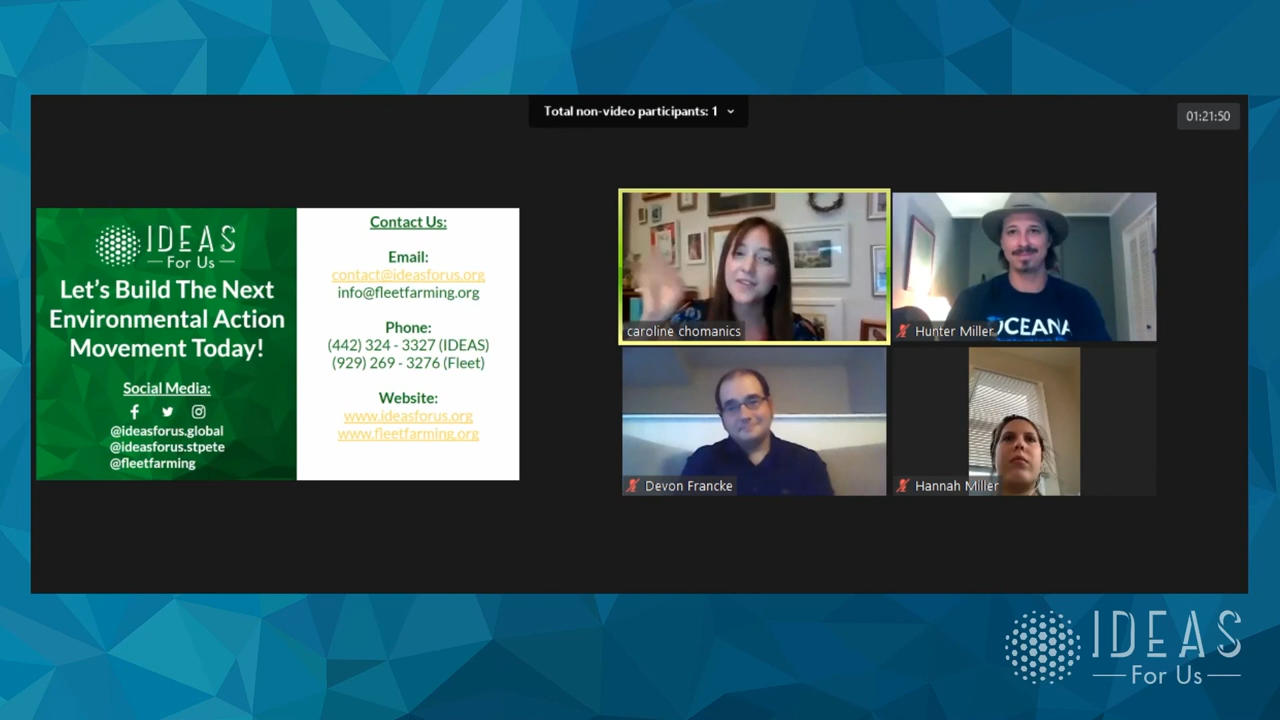 Total non-video participants: 1
01:21:50
IDEAS
For Us
Let's Build The Next
Environmental Action
Movement Today!
Social Media:
@ideasforus.global
@ideasforus.stpete
@fleetfarming
Contact Us:
Email:
contact@ideasforus.org
info@fleetfarming.org
Phone:
(442) 324 - 3327 (IDEAS)
(929) 269 - 3276 (Fleet)
Website:
www.ideasforus.org
www.fleetfarming.org
caroline chomanics
OCEANA
Hunter Miller
Devon Francke
Hannah Miller
IDEAS
For Us